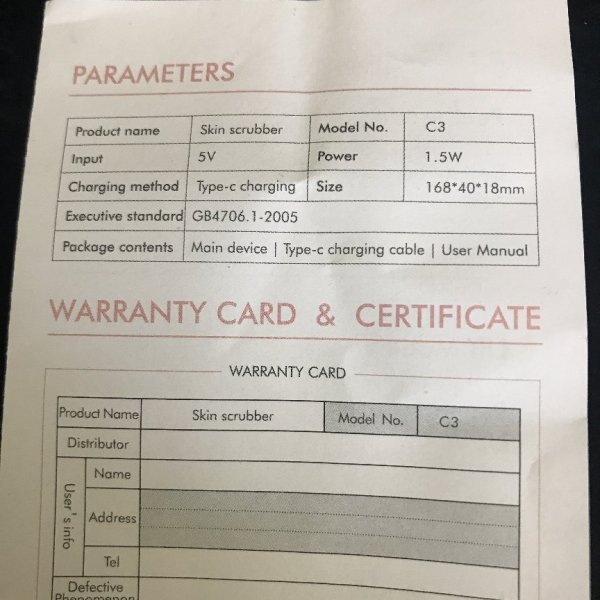 PARAMETERS
Product name Skin scrubber Model No. C3
Input 5V Power 1.5W
Charging method Type-c charging Size 168*40*18mm
Executive standard GB4706.1-2005
Package contents Main device | Type-c charging cable | User Manual
WARRANTY CARD & CERTIFICATE
WARRANTY CARD
Product Name Skin scrubber Model No. C3
Distributor
User's info
Name
Address
Tel
Defective
Phenomenon